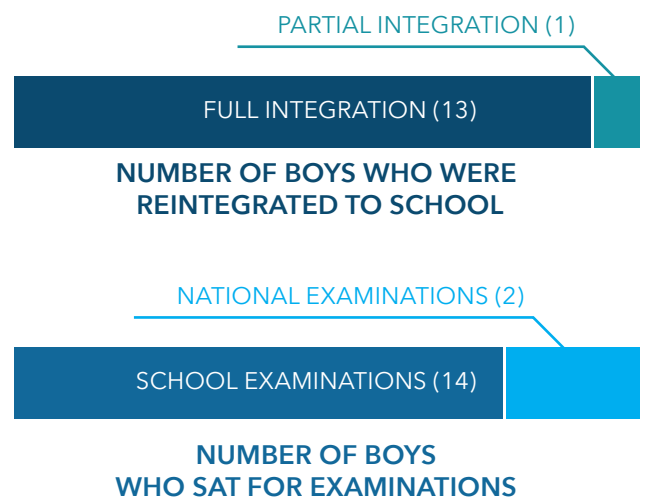 PARTIAL INTEGRATION (1)
FULL INTEGRATION (13)
NUMBER OF BOYS WHO WERE
REINTEGRATED TO SCHOOL
NATIONAL EXAMINATIONS (2)
SCHOOL EXAMINATIONS (14)
NUMBER OF BOYS
WHO SAT FOR EXAMINATIONS